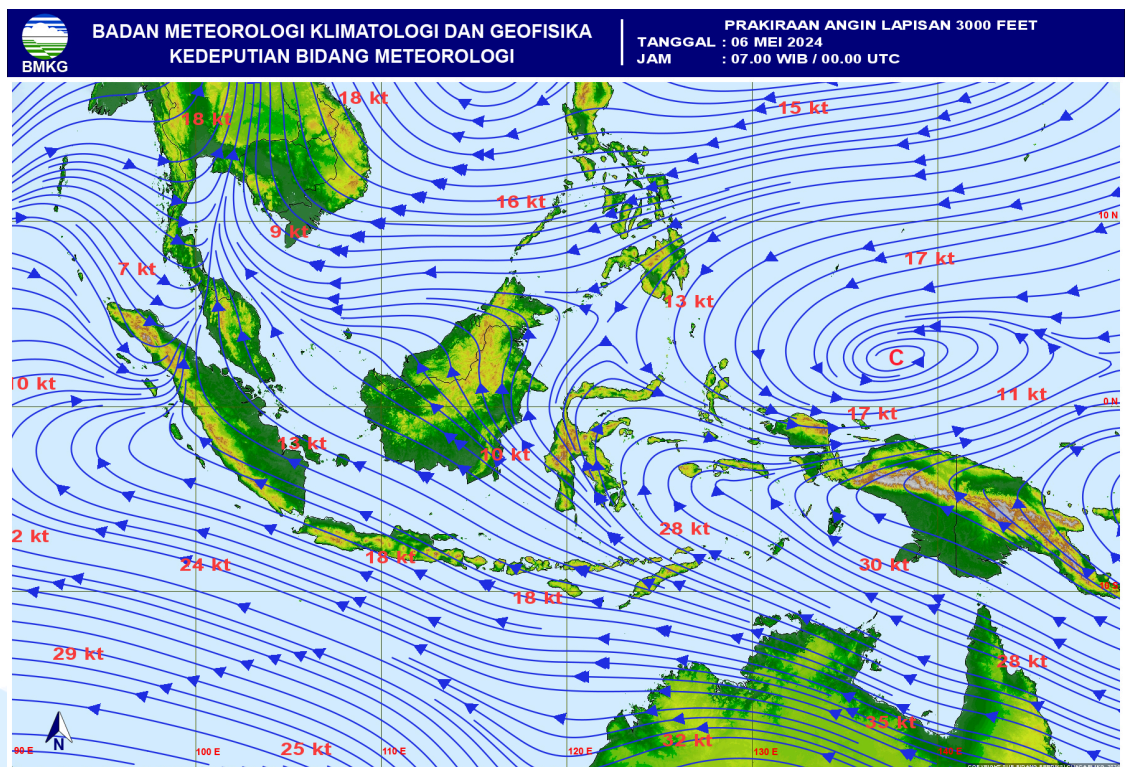 BMKG
BADAN METEOROLOGI KLIMATOLOGI DAN GEOFISIKA
KEDEPUTIAN BIDANG METEOROLOGI
PRAKIRAAN ANGIN LAPISAN 3000 FEET
TANGGAL : 06 MEI 2024
JAM : 07.00 WIB / 00.00 UTC
18 kt
15 kt
18 kt
16 kt
10 N
9 kt
17 kt
7 kt
13 kt
C
10 kt
11 kt
0 N
17 kt
13 kt
10 kt
28 kt
2 kt
18 kt
24 kt
30 kt
18 kt
29 kt
28 kt
35 kt
32 kt
25 kt
N
90 E
100 E
110 E
120 E
130 E
140 E